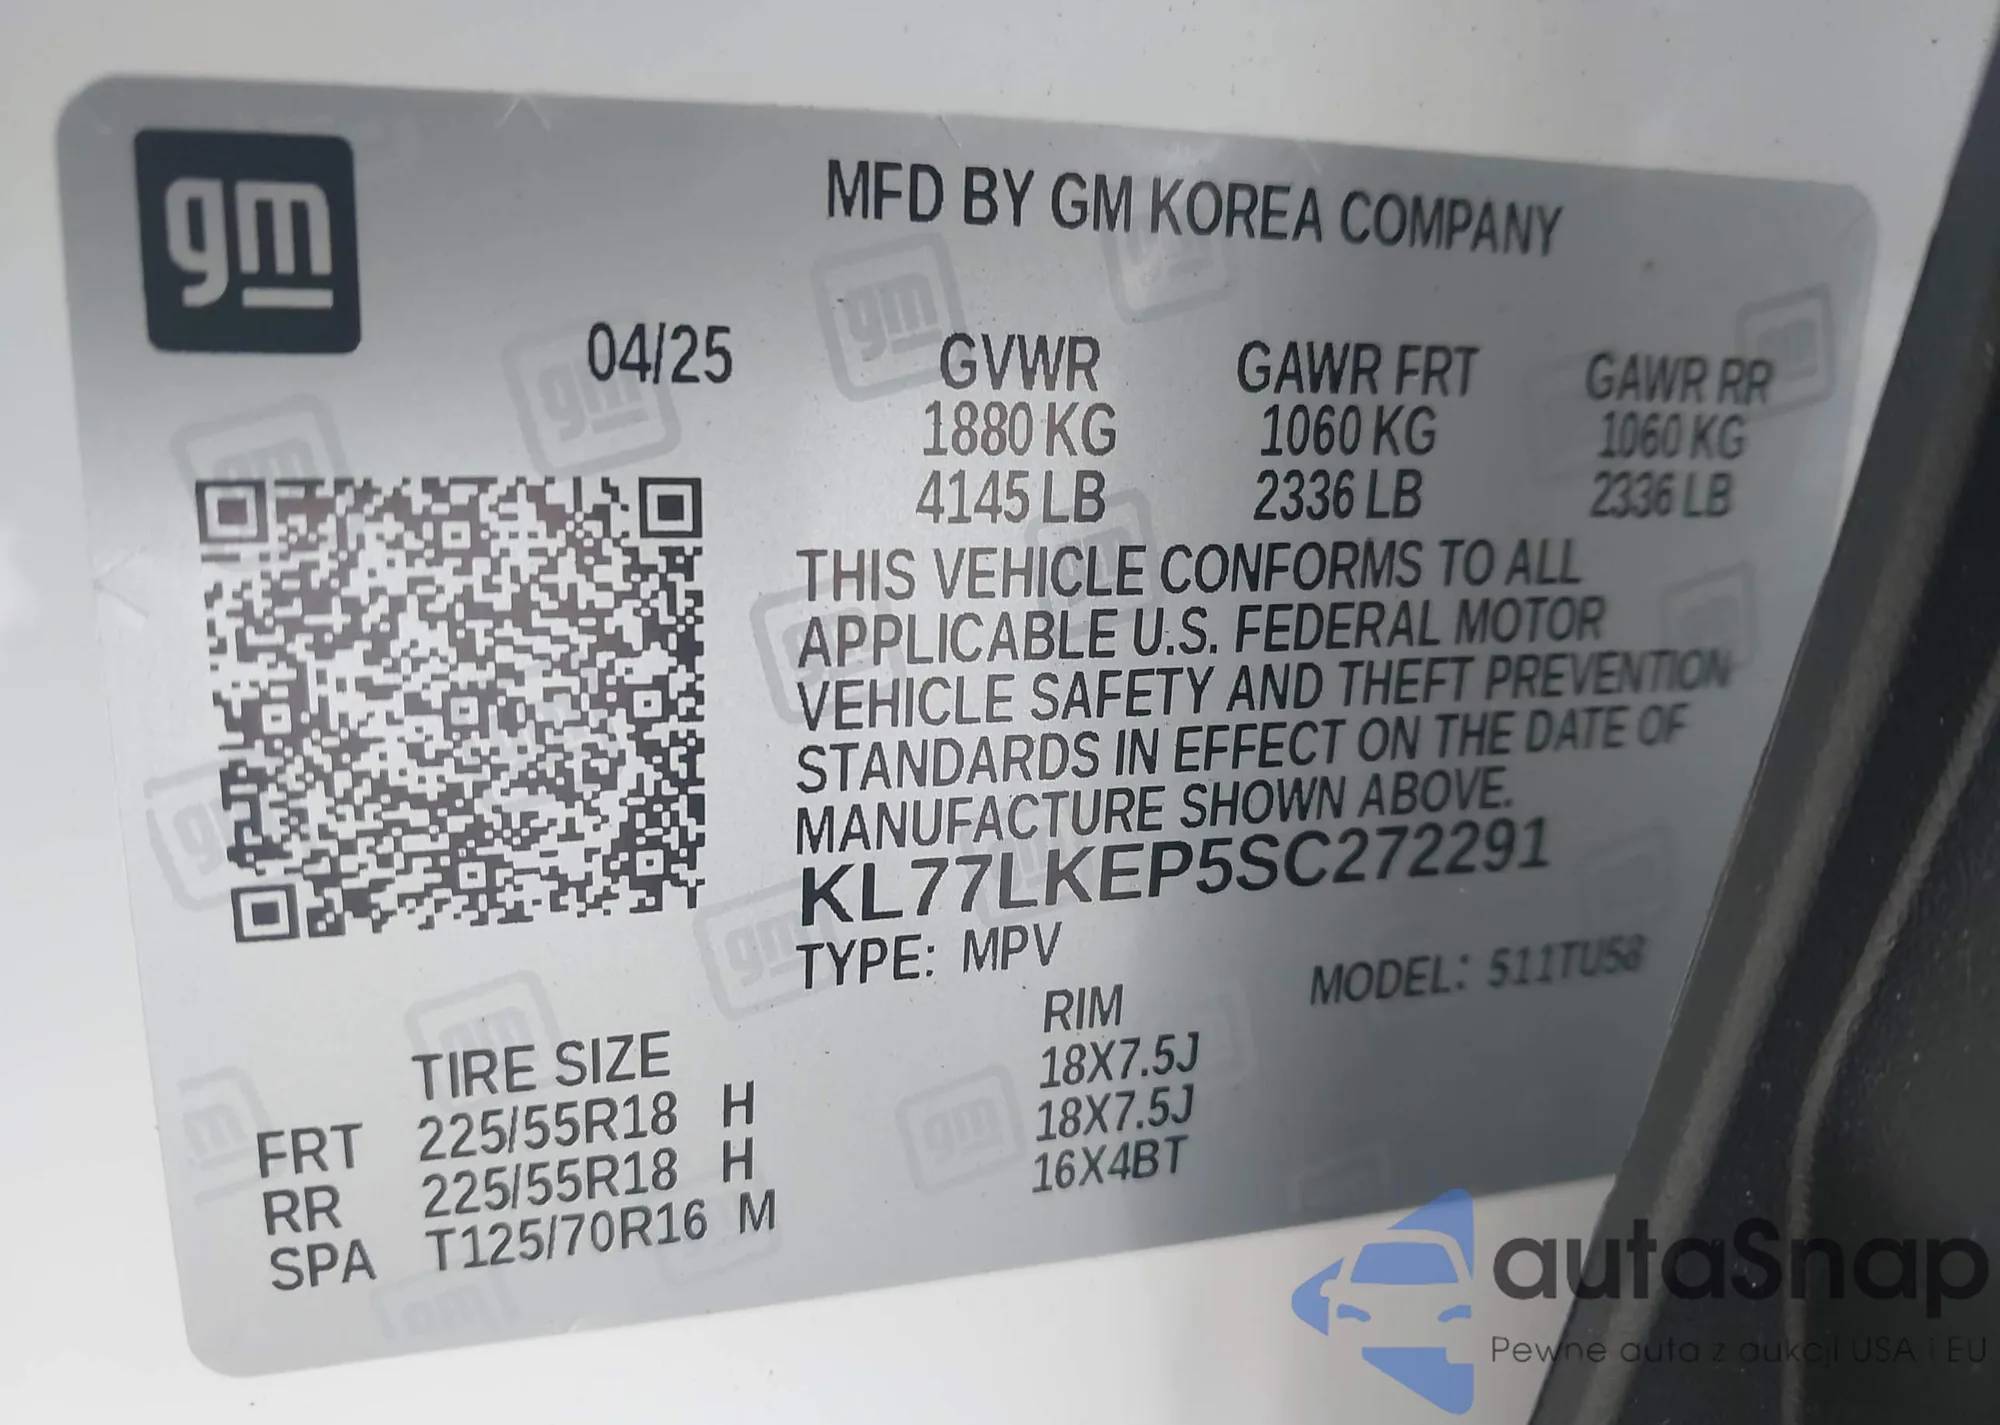 gm
MFD BY GM KOREA COMPANY
04/25
GVWR GAWR FRT GAWR RR
1880 KG 1060 KG 1060 KG
4145 LB 2336 LB 2336 LB
THIS VEHICLE CONFORMS TO ALL
APPLICABLE U.S. FEDERAL MOTOR
VEHICLE SAFETY AND THEFT PREVENTION
STANDARDS IN EFFECT ON THE DATE OF
MANUFACTURE SHOWN ABOVE.
KL77LKEP5SC272291
TYPE: MPV MODEL: 511TU58
TIRE SIZE RIM
FRT 225/55R18 H 18X7.5J
RR 225/55R18 H 18X7.5J
SPA T125/70R16 M 16X4BT
autaSnap
Pewne auta z aukcji USA i EU